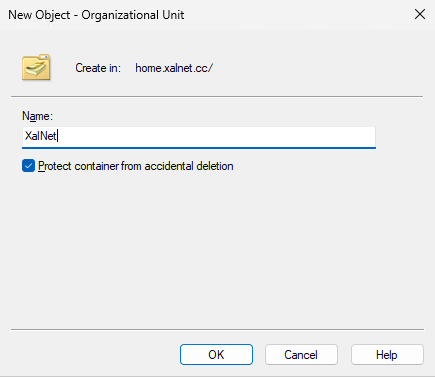 New Object - Organizational Unit
Create in: home.xalnet.cc/
Name:
XalNet
Protect container from accidental deletion
OK Cancel Help